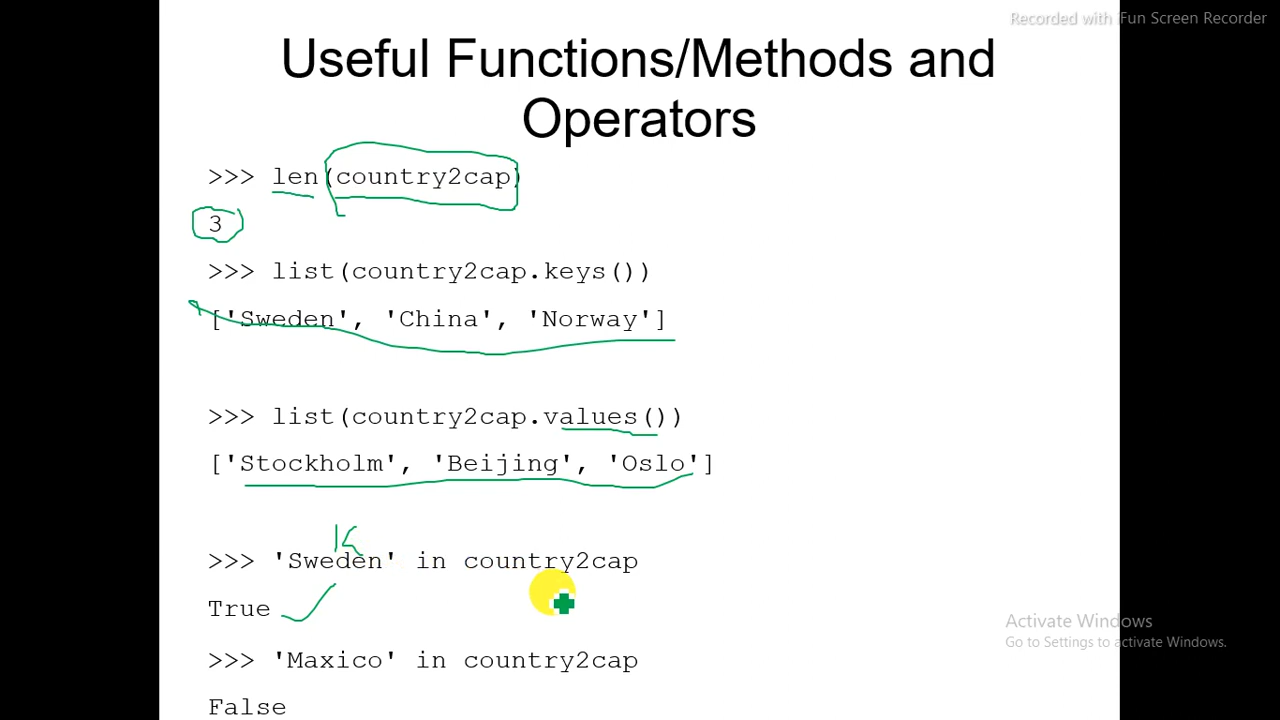 Recorded with iFun Screen Recorder
Useful Functions/Methods and
Operators
>>> len(country2cap)
3
>>> list(country2cap.keys())
['Sweden', 'China', 'Norway']
>>> list(country2cap.values())
['Stockholm', 'Beijing', 'Oslo']
K
>>> 'Sweden' in country2cap
True
Activate Windows
Go to Settings to activate Windows.
>>> 'Maxico' in country2cap
False